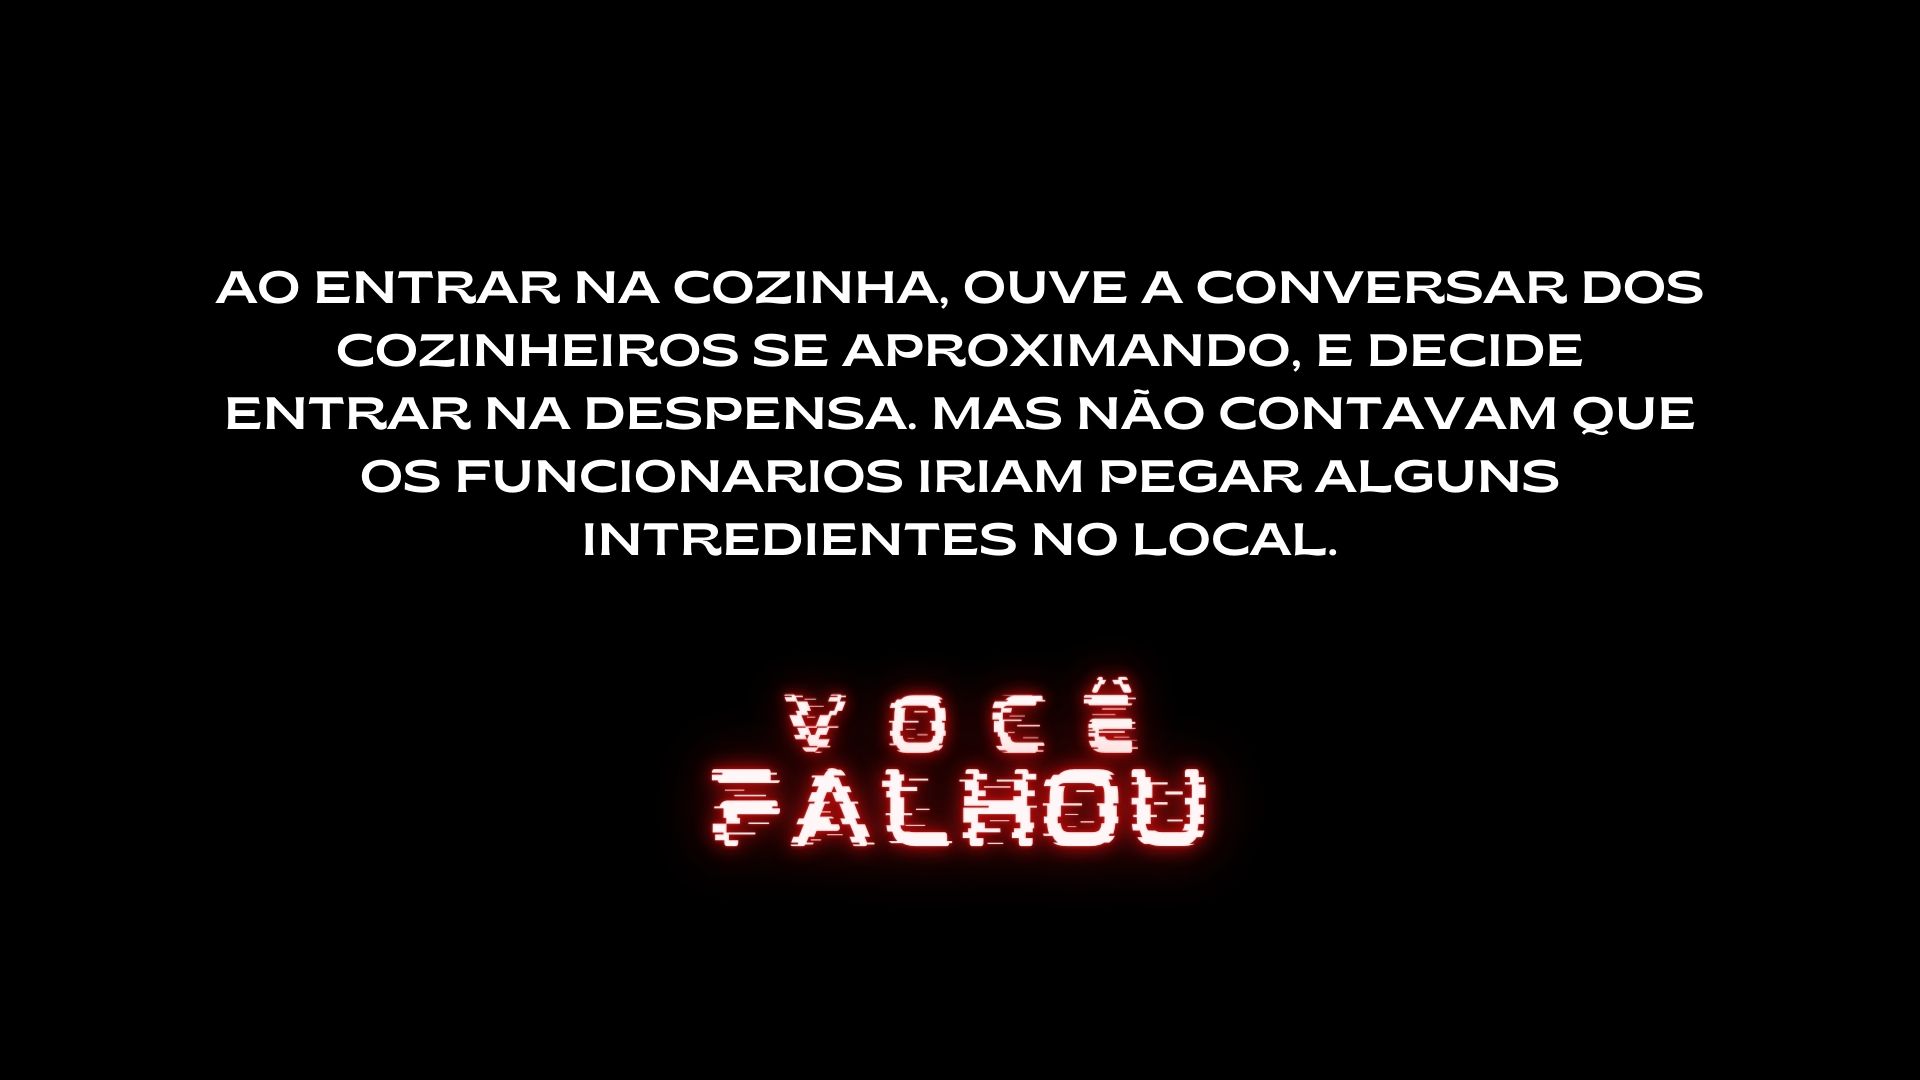 AO ENTRAR NA COZINHA, OUVE A CONVERSAR DOS
COZINHEIROS SE APROXIMANDO, E DECIDE
ENTRAR NA DESPENSA. MAS NÃO CONTAVAM QUE
OS FUNCIONARIOS IRIAM PEGAR ALGUNS
INTREDIENTES NO LOCAL.
VOCÊ
FALHOU